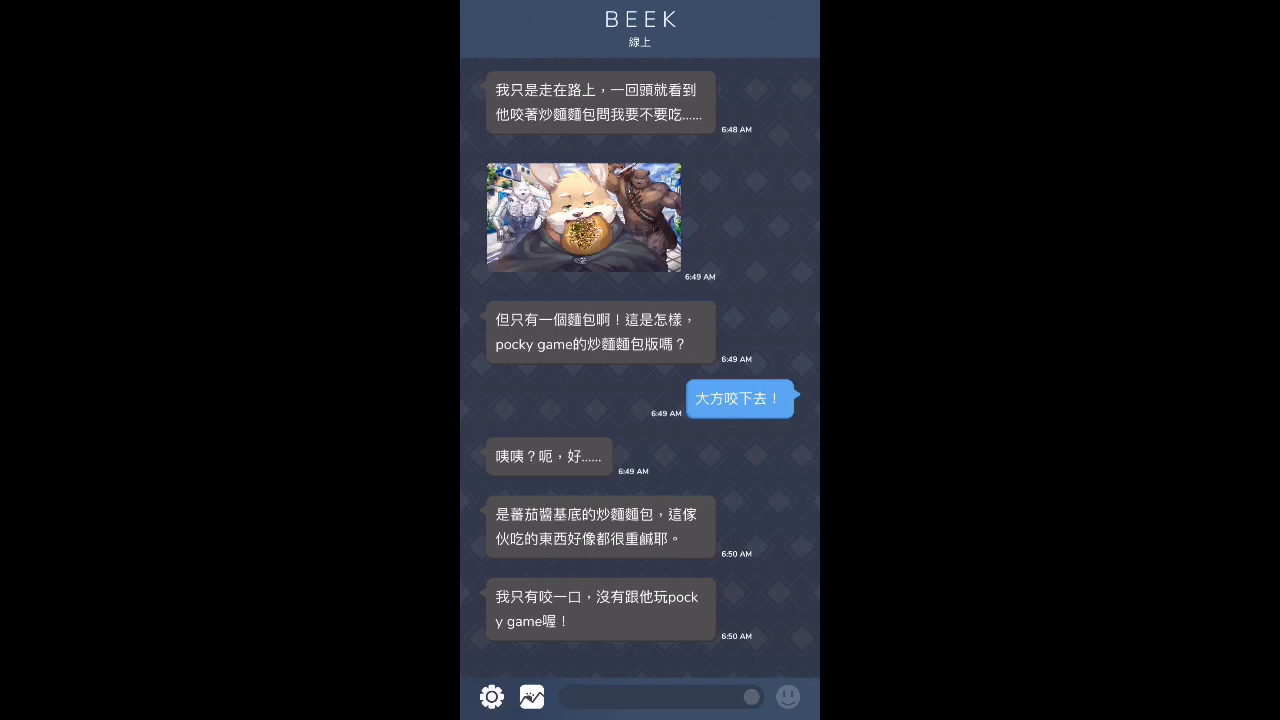 BEEK
線上
我只是走在路上，一回頭就看到
他咬著炒麵麵包問我要不要吃......
6:48 AM
6:49 AM
但只有一個麵包啊！這是怎樣，
pocky game的炒麵麵包版嗎？
6:49 AM
大方咬下去！
6:49 AM
咦咦？呃，好......
6:49 AM
是蕃茄醬基底的炒麵麵包，這傢
伙吃的東西好像都很重鹹耶。
6:50 AM
我只有咬一口，沒有跟他玩pock
y game喔！
6:50 AM